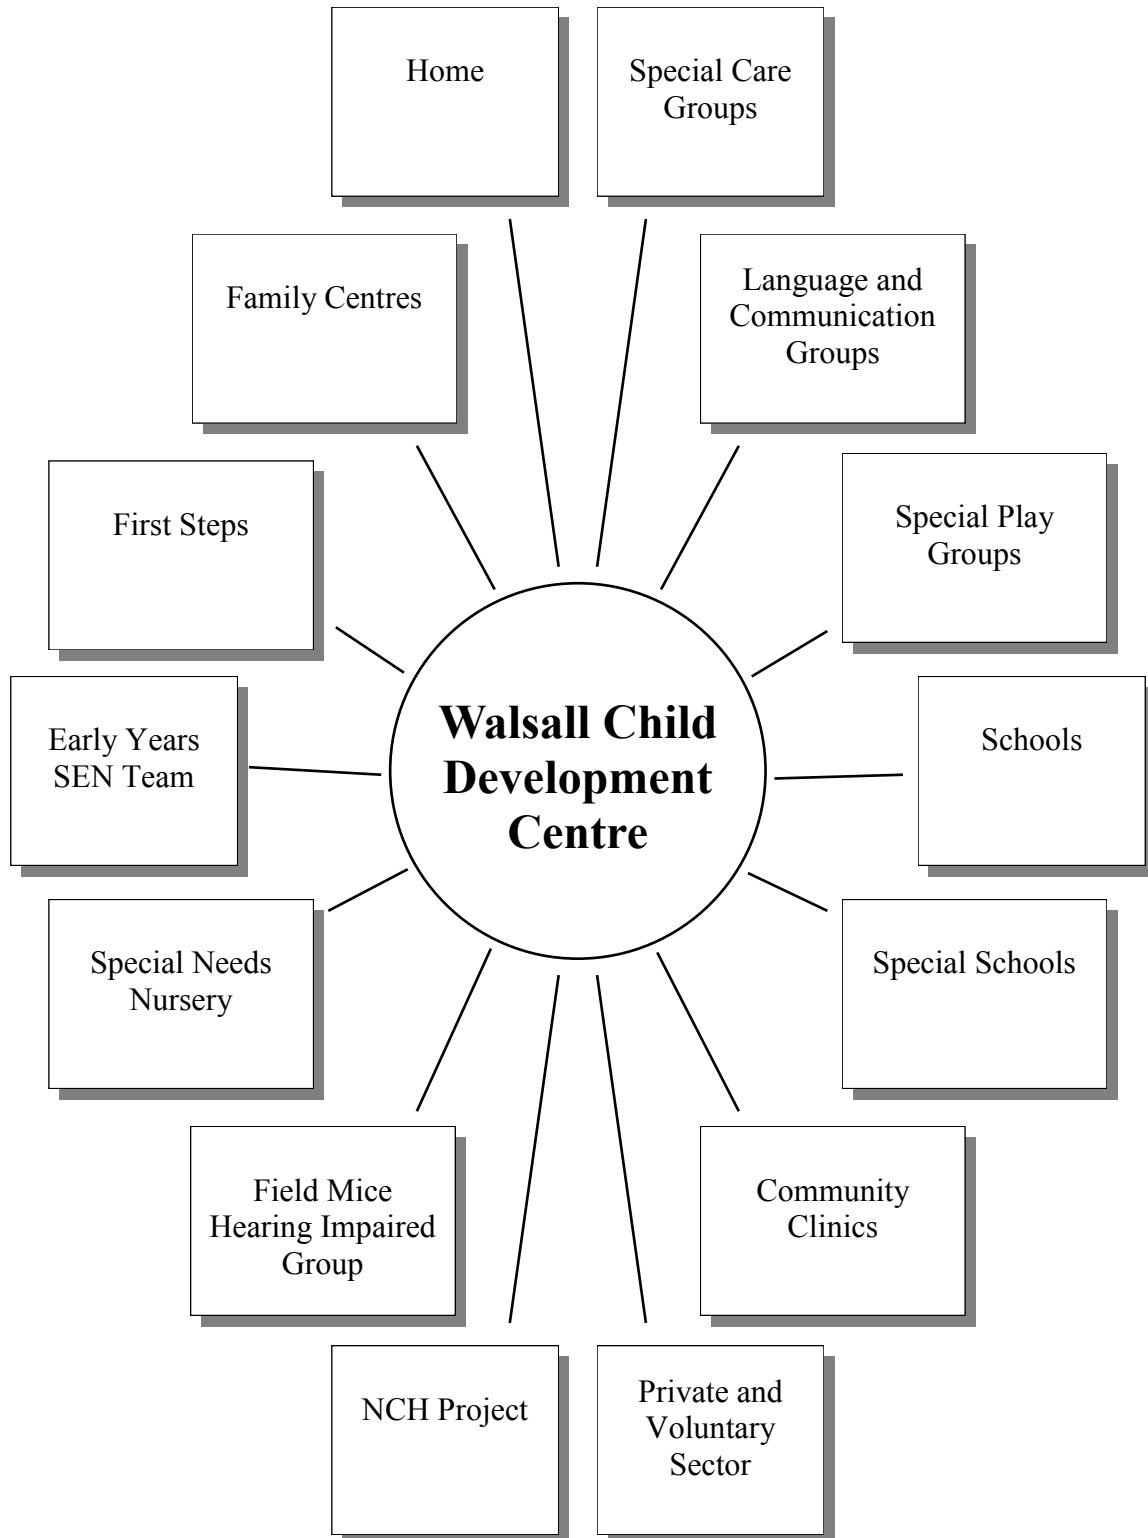 Home
Special Care
Groups
Family Centres
Language and
Communication
Groups
First Steps
Special Play
Groups
Early Years
SEN Team
Walsall Child
Development
Centre
Schools
Special Needs
Nursery
Special Schools
Field Mice
Hearing Impaired
Group
Community
Clinics
NCH Project
Private and
Voluntary
Sector